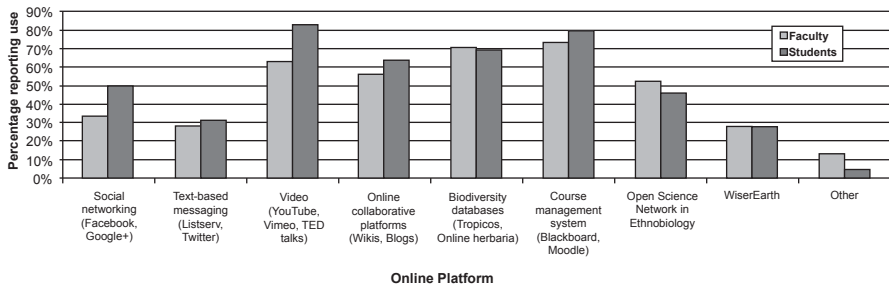 Percentage reporting use
90%
80%
70%
60%
50%
40%
30%
20%
10%
0%
Faculty
Students
Social
networking
(Facebook,
Google+)
Text-based
messaging
(Listserv,
Twitter)
Video
(YouTube,
Vimeo, TED
talks)
Online
collaborative
platforms
(Wikis, Blogs)
Biodiversity
databases
(Tropicos,
Online herbaria)
Course
management
system
(Blackboard,
Moodle)
Open Science
Network in
Ethnobiology
WiserEarth
Other
Online Platform